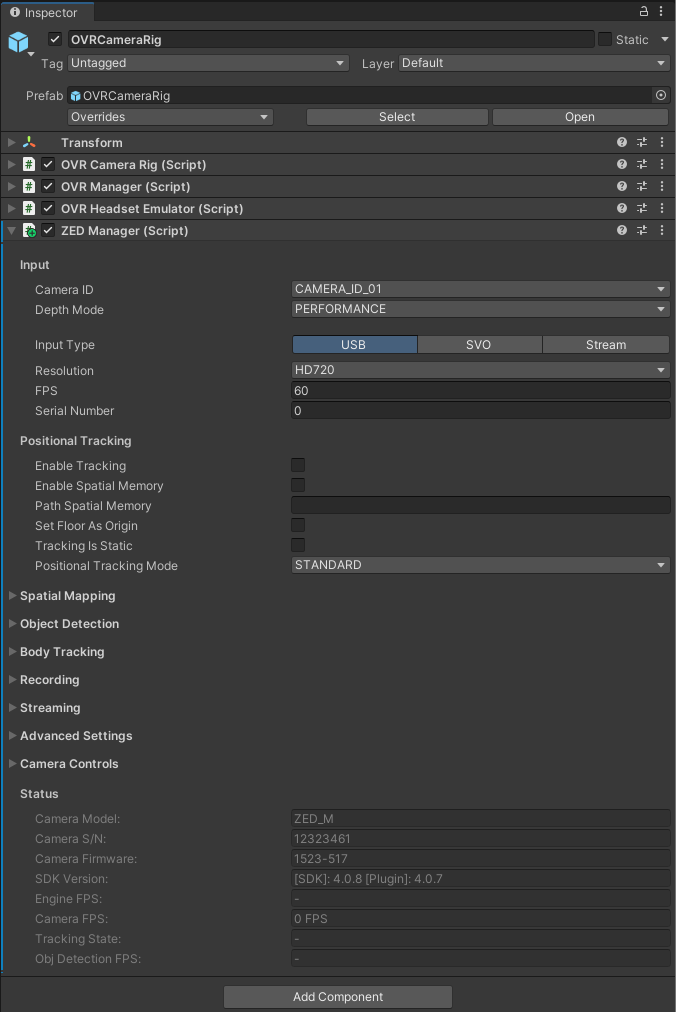 Inspector
OVRCameraRig Static
Tag Untagged Layer Default
Prefab OVRCameraRig
Overrides Select Open
Transform
# OVR Camera Rig (Script)
# OVR Manager (Script)
# OVR Headset Emulator (Script)
# ZED Manager (Script)
Input
Camera ID CAMERA_ID_01
Depth Mode PERFORMANCE
Input Type USB SVO Stream
Resolution HD720
FPS 60
Serial Number 0
Positional Tracking
Enable Tracking
Enable Spatial Memory
Path Spatial Memory
Set Floor As Origin
Tracking Is Static
Positional Tracking Mode STANDARD
Spatial Mapping
Object Detection
Body Tracking
Recording
Streaming
Advanced Settings
Camera Controls
Status
Camera Model: ZED_M
Camera S/N: 12323461
Camera Firmware: 1523-517
SDK Version: [SDK]: 4.0.8 [Plugin]: 4.0.7
Engine FPS: -
Camera FPS: 0 FPS
Tracking State: -
Obj Detection FPS: -
Add Component